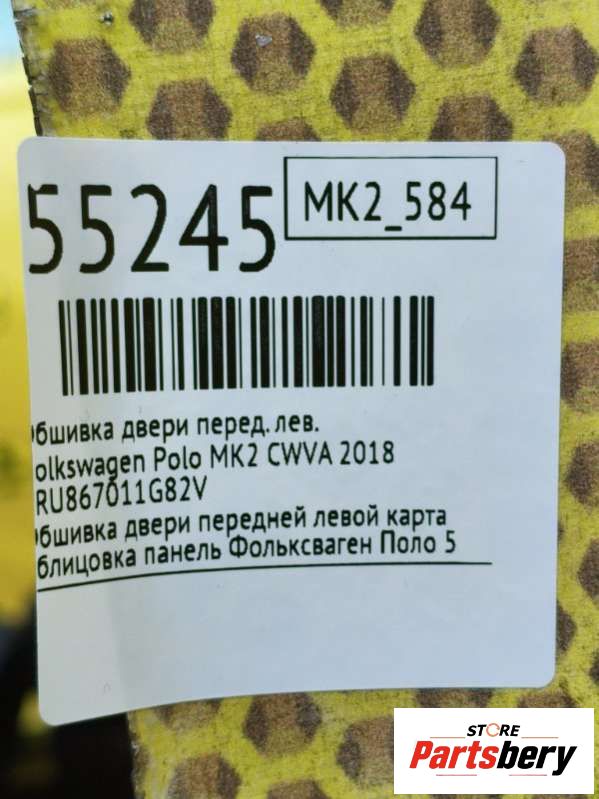 55245
MK2_584
бшивка двери перед. лев.
olkswagen Polo MK2 CWVA 2018
RU867011G82V
бшивка двери передней левой карта
блицовка панель Фольксваген Поло 5
STORE
Partsbery